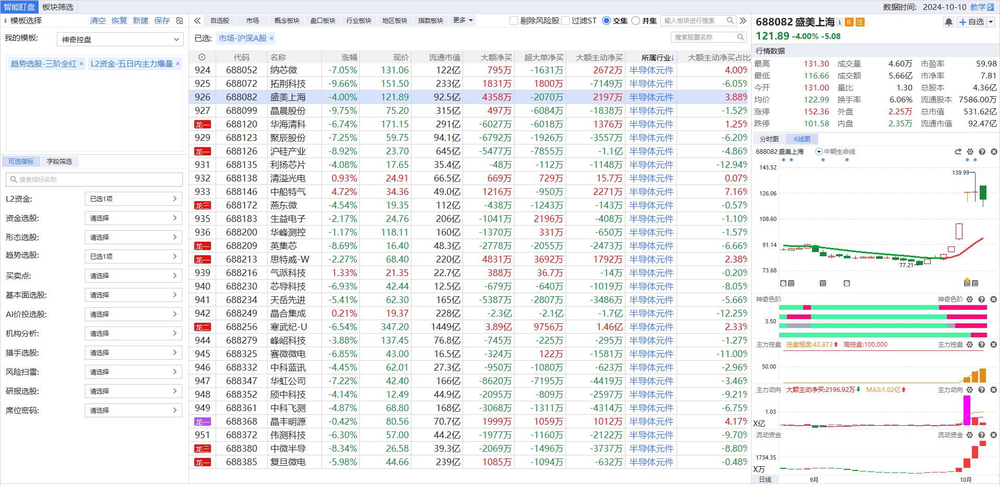 智能盯盘 板块筛选 数据时间: 2024-10-10 教学
模板选择 清空 恢复 新建 保存
我的模板: 神奇控盘
趋势选股-三阶全红 × L2资金-五日内主力爆量 ×
可选指标 字段筛选
搜索指标名称
L2资金: 已选1项
资金选股: 请选择
形态选股: 请选择
趋势选股: 已选1项
买卖点: 请选择
基本面选股: 请选择
AI价投选股: 请选择
机构分析: 请选择
猎手选股: 请选择
风险扫雷: 请选择
研报选股: 请选择
席位密码: 请选择
自选股 市场 概念板块 盘口板块 行业板块 地区板块 指数板块 更多 剔除风险股 过滤ST 交集 并集 输入板块进行搜索
已选: 市场-沪深A股 × 搜索股票名称
代码 名称 涨幅 现价 流通市值 大额净买 超大单净买 大额主动净买 所属行业↓ 大额主动净买占比
924 688052 纳芯微 -7.05% 131.06 122亿 795万 -1631万 2672万 半导体元件 4.00%
925 688072 拓荆科技 -9.66% 151.50 233亿 1831万 1800万 -7149万 半导体元件 -6.05%
926 688082 盛美上海 -4.00% 121.89 92.5亿 4358万 -2070万 2197万 半导体元件 3.88%
927 688099 晶晨股份 -9.75% 75.20 315亿 497万 -6084万 -1838万 半导体元件 -1.52%
龙一 688120 华海清科 -6.74% 171.15 291亿 -6027万 -6018万 1376万 半导体元件 1.25%
929 688123 聚辰股份 -7.25% 59.75 94.1亿 -6792万 -1926万 -3557万 半导体元件 -6.20%
龙一 688126 沪硅产业 -8.92% 23.70 645亿 -5477万 -7855万 -1.1亿 半导体元件 -4.86%
931 688135 利扬芯片 -4.08% 17.65 35.4亿 -48万 -112万 -1148万 半导体元件 -12.94%
932 688138 清溢光电 0.93% 24.91 66.5亿 669万 729万 15.7万 半导体元件 0.07%
933 688146 中船特气 4.72% 34.36 49.0亿 1216万 -950万 2271万 半导体元件 7.16%
龙三 688172 燕东微 -4.54% 19.35 112亿 -438万 -1243万 -143万 半导体元件 -0.57%
935 688183 生益电子 -2.17% 24.76 206亿 -1041万 2196万 -408万 半导体元件 -1.10%
936 688200 华峰测控 -1.17% 118.11 160亿 -1370万 331万 -650万 半导体元件 -1.57%
龙一 688209 英集芯 -8.69% 16.40 48.3亿 -2778万 -2055万 -2473万 半导体元件 -6.66%
龙一 688213 思特威-W -2.27% 68.40 220亿 4831万 3692万 1792万 半导体元件 2.38%
939 688216 气派科技 1.33% 21.35 22.7亿 388万 36.7万 -14万 半导体元件 -0.20%
940 688230 芯导科技 -6.93% 42.44 12.5亿 -679万 -640万 -1019万 半导体元件 -8.05%
941 688234 天岳先进 -5.41% 62.30 165亿 -5387万 -2807万 -3486万 半导体元件 -5.66%
942 688249 晶合集成 0.21% 19.37 228亿 -2.3亿 -2.1亿 -1.7亿 半导体元件 -12.25%
龙二 688256 寒武纪-U -6.54% 347.20 1449亿 3.89亿 9756万 1.46亿 半导体元件 2.33%
944 688279 峰岹科技 -3.88% 137.45 76.8亿 -745万 -225万 -295万 半导体元件 -1.27%
945 688325 赛微微电 -6.85% 43.00 16.5亿 -324万 122万 -1581万 半导体元件 -11.00%
946 688332 中科蓝讯 -4.45% 62.01 27.3亿 -950万 -1080万 -623万 半导体元件 -2.96%
947 688347 华虹公司 -7.22% 42.40 166亿 -8620万 -7195万 -4419万 半导体元件 -3.46%
948 688352 颀中科技 -4.14% 12.49 44.9亿 -2095万 -809万 -2597万 半导体元件 -9.21%
949 688361 中科飞测 -4.87% 68.80 168亿 -3068万 -1311万 -4314万 半导体元件 -6.75%
龙一 688368 晶丰明源 -0.42% 80.56 70.7亿 1999万 1059万 1012万 半导体元件 4.17%
951 688372 伟测科技 -6.30% 57.00 44.2亿 -1977万 -1160万 -2122万 半导体元件 -9.70%
龙三 688380 中微半导 -8.34% 26.58 39.3亿 -2069万 -1496万 -3737万 半导体元件 -8.80%
龙一 688385 复旦微电 -5.98% 44.66 239亿 1085万 -1094万 -632万 半导体元件 -0.48%
688082 盛美上海 R 注 自选
121.89 -4.00% -5.08
行情数据
最高 131.30 成交量 4.60万 市盈率 59.98
最低 116.66 成交额 5.66亿 市净率 7.81
今开 131.00 量比 1.30 总股本 4.36亿
均价 122.99 换手率 6.06% 流通股本 7586.00万
涨停 152.36 外盘 2.25万 总市值 531.62亿
跌停 101.58 内盘 2.35万 流通市值 92.47亿
分时图 K线图
688082 盛美上海 中期生命线
143.52
139.99
126.06
108.60
91.14
77.21
73.68
神奇色阶 神奇色阶
3.50
主力控盘 控盘程度:42.873 高控盘:100.000 主力控盘
50.00
主力动向 大额主动净买:2196.92万 MA3:1.02亿 主力动向
1.03
X亿
流动资金 流动资金
1734.35
X万
日线 9月 10月